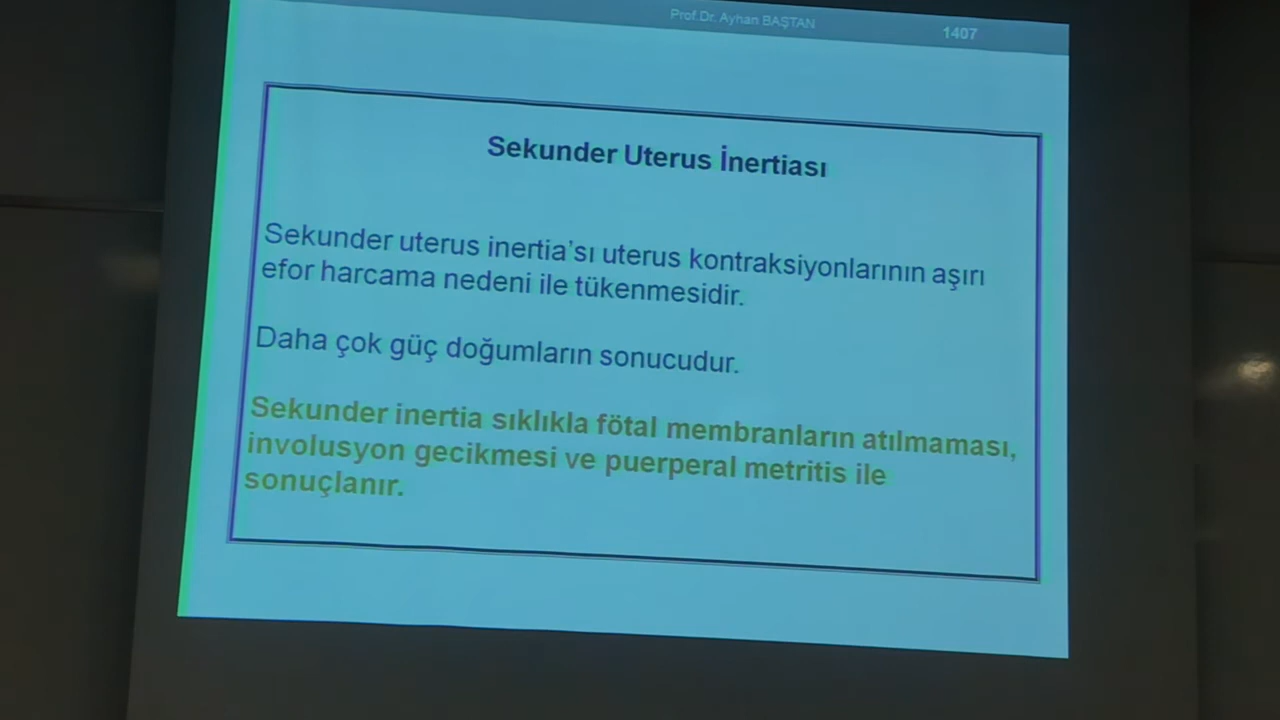 Prof.Dr. Ayhan BAŞTAN
1407
Sekunder Uterus İnertiası
Sekunder uterus inertia'sı uterus kontraksiyonlarının aşırı
efor harcama nedeni ile tükenmesidir.
Daha çok güç doğumların sonucudur.
Sekunder inertia sıklıkla fötal membranların atılmaması,
involusyon gecikmesi ve puerperal metritis ile
sonuçlanır.